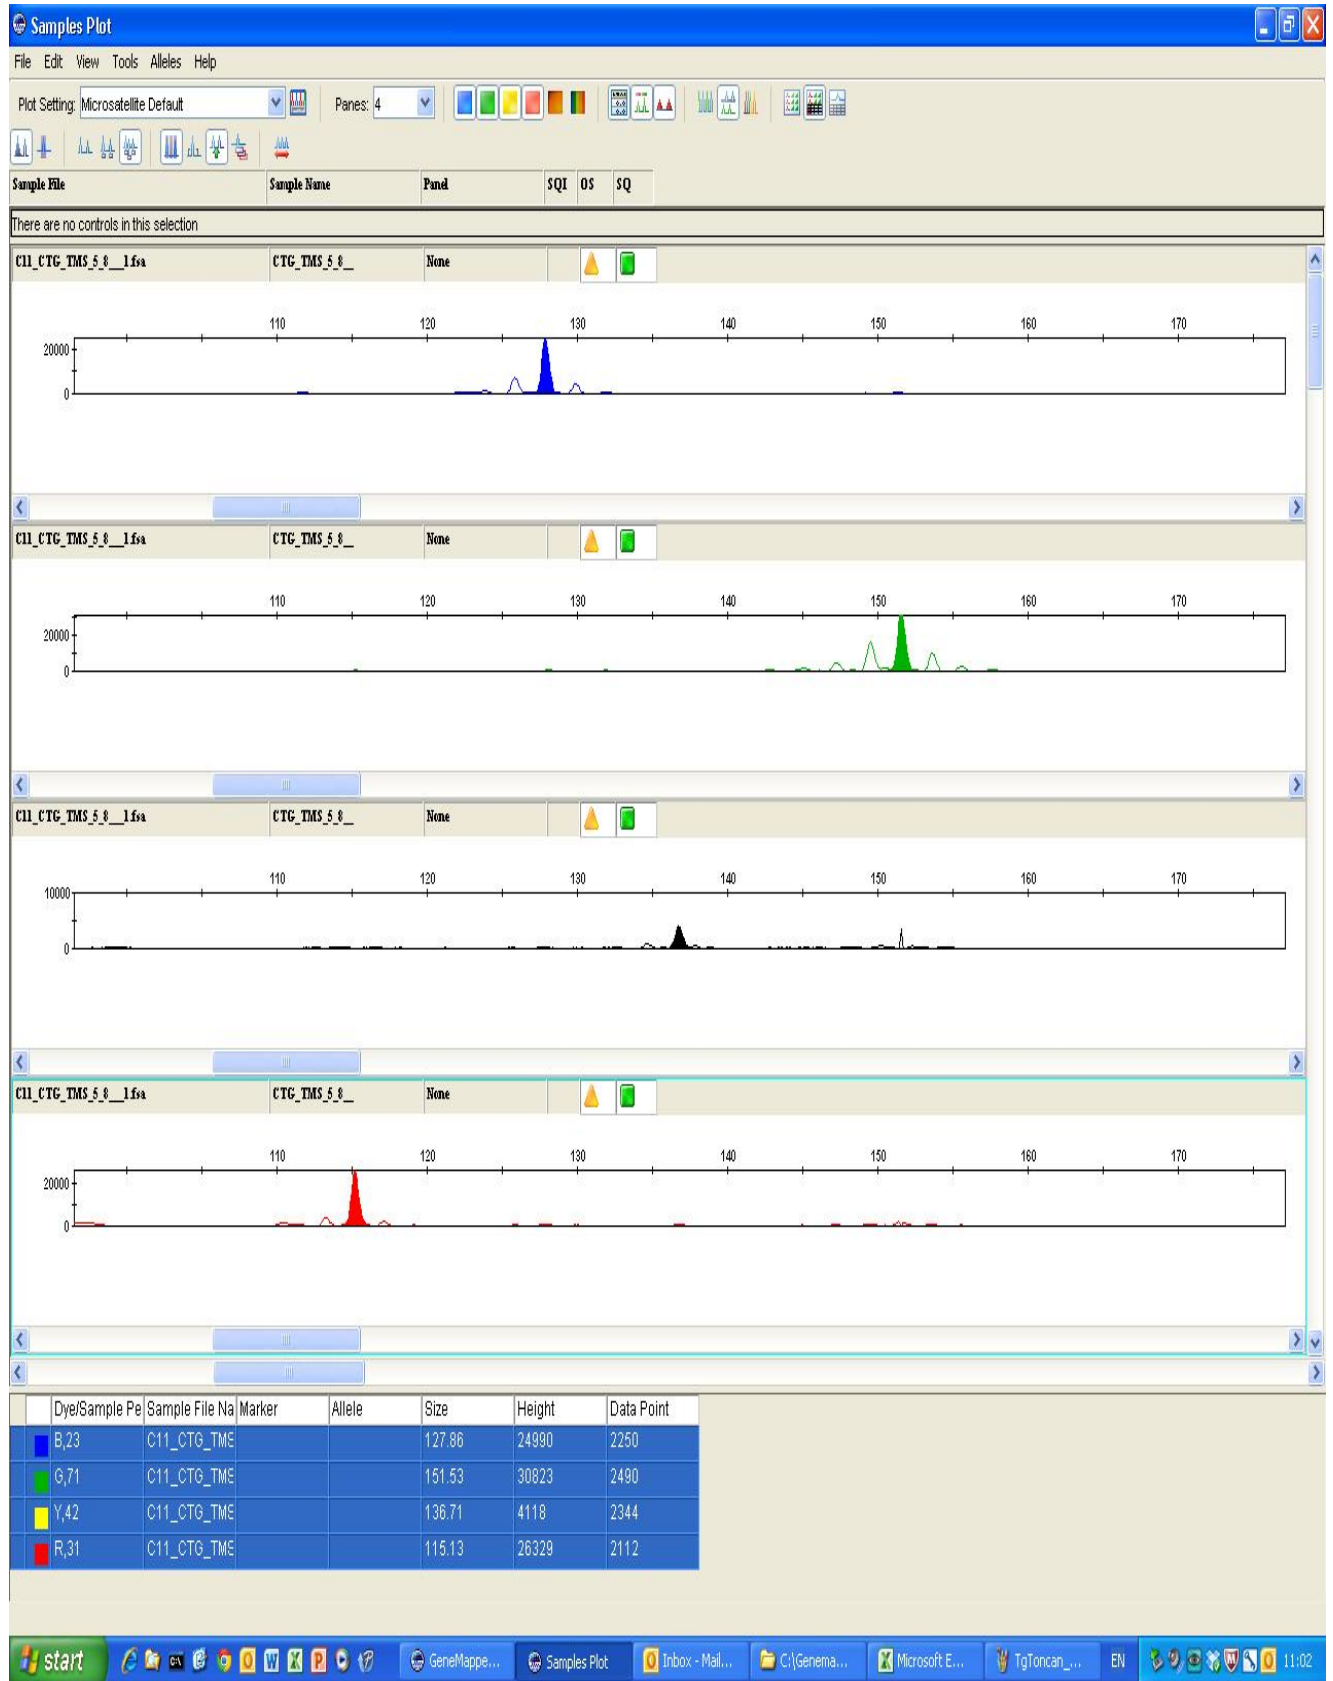 Samples Plot
File Edit View Tools Alleles Help
Plot Setting: Microsatellite Default Panes: 4
Sample File Sample Name Panel SQI OS SQ
There are no controls in this selection
C11_CTG_TMS_5_8__1.fsa CTG_TMS_5_8__ None
110 120 130 140 150 160 170
20000
0
C11_CTG_TMS_5_8__1.fsa CTG_TMS_5_8__ None
110 120 130 140 150 160 170
20000
0
C11_CTG_TMS_5_8__1.fsa CTG_TMS_5_8__ None
110 120 130 140 150 160 170
10000
0
C11_CTG_TMS_5_8__1.fsa CTG_TMS_5_8__ None
110 120 130 140 150 160 170
20000
0
Dye/Sample Pe Sample File Na Marker Allele Size Height Data Point
B,23 C11_CTG_TMS 127.86 24990 2250
G,71 C11_CTG_TMS 151.53 30823 2490
Y,42 C11_CTG_TMS 136.71 4118 2344
R,31 C11_CTG_TMS 115.13 26329 2112
start GeneMappe... Samples Plot Inbox - Mail... C:\Genema... Microsoft E... TgToncan_... EN 11:02